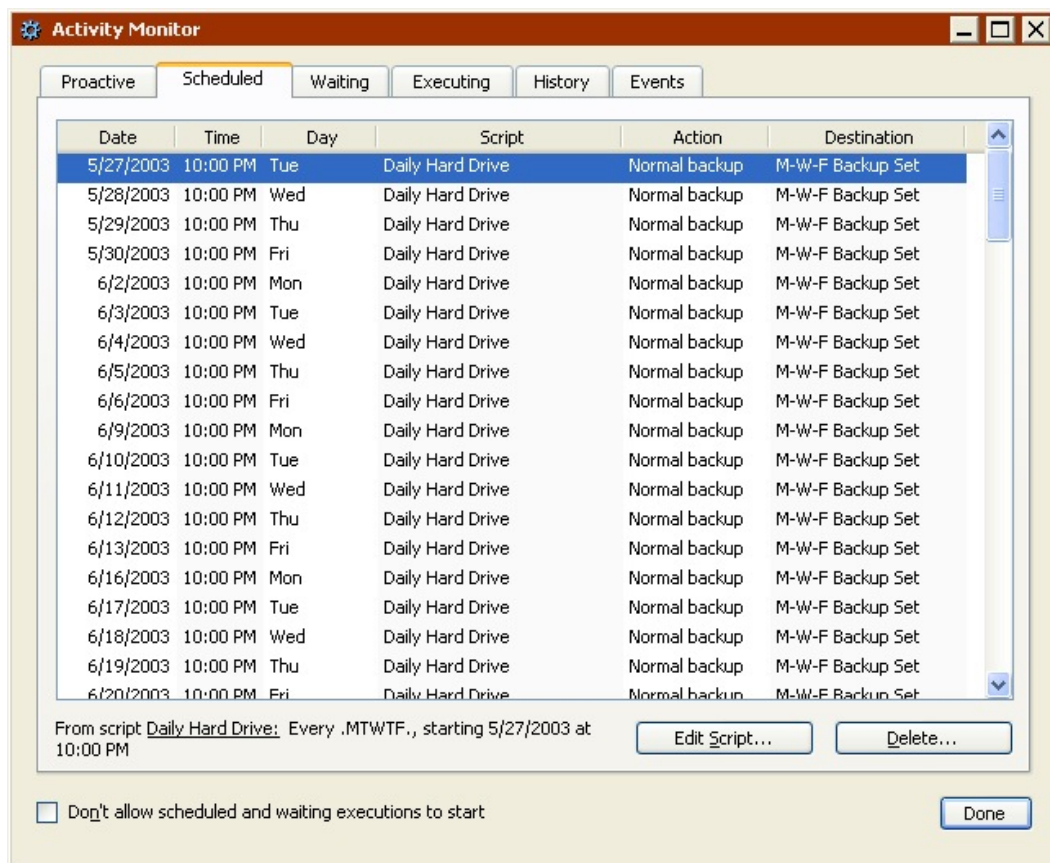 Activity Monitor
Proactive Scheduled Waiting Executing History Events
Date Time Day Script Action Destination
5/27/2003 10:00 PM Tue Daily Hard Drive Normal backup M-W-F Backup Set
5/28/2003 10:00 PM Wed Daily Hard Drive Normal backup M-W-F Backup Set
5/29/2003 10:00 PM Thu Daily Hard Drive Normal backup M-W-F Backup Set
5/30/2003 10:00 PM Fri Daily Hard Drive Normal backup M-W-F Backup Set
6/2/2003 10:00 PM Mon Daily Hard Drive Normal backup M-W-F Backup Set
6/3/2003 10:00 PM Tue Daily Hard Drive Normal backup M-W-F Backup Set
6/4/2003 10:00 PM Wed Daily Hard Drive Normal backup M-W-F Backup Set
6/5/2003 10:00 PM Thu Daily Hard Drive Normal backup M-W-F Backup Set
6/6/2003 10:00 PM Fri Daily Hard Drive Normal backup M-W-F Backup Set
6/9/2003 10:00 PM Mon Daily Hard Drive Normal backup M-W-F Backup Set
6/10/2003 10:00 PM Tue Daily Hard Drive Normal backup M-W-F Backup Set
6/11/2003 10:00 PM Wed Daily Hard Drive Normal backup M-W-F Backup Set
6/12/2003 10:00 PM Thu Daily Hard Drive Normal backup M-W-F Backup Set
6/13/2003 10:00 PM Fri Daily Hard Drive Normal backup M-W-F Backup Set
6/16/2003 10:00 PM Mon Daily Hard Drive Normal backup M-W-F Backup Set
6/17/2003 10:00 PM Tue Daily Hard Drive Normal backup M-W-F Backup Set
6/18/2003 10:00 PM Wed Daily Hard Drive Normal backup M-W-F Backup Set
6/19/2003 10:00 PM Thu Daily Hard Drive Normal backup M-W-F Backup Set
6/20/2003 10:00 PM Fri Daily Hard Drive Normal backup M-W-F Backup Set
From script Daily Hard Drive: Every .MTWTF., starting 5/27/2003 at
10:00 PM
Edit Script... Delete...
Don't allow scheduled and waiting executions to start
Done